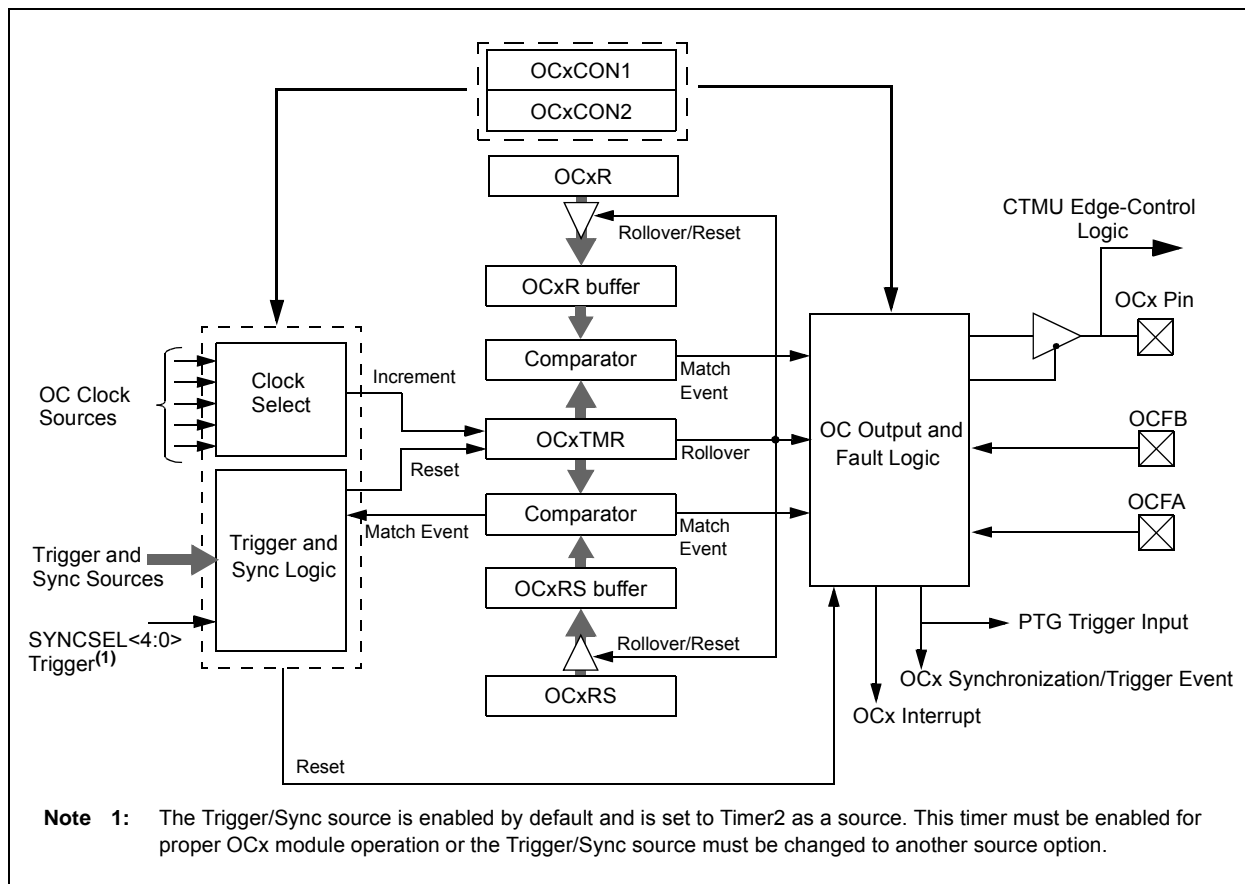 OCxCON1
OCxCON2
OCxR
CTMU Edge-Control
Logic
Rollover/Reset
OCxR buffer
OCx Pin
Comparator
Match
Event
Clock
Select
Increment
OC Clock
Sources
OCxTMR
Rollover
OC Output and
Fault Logic
OCFB
Reset
Comparator
Match Event
Match
Event
OCFA
Trigger and
Sync Logic
Trigger and
Sync Sources
OCxRS buffer
SYNCSEL<4:0>
Trigger(1)
Rollover/Reset
PTG Trigger Input
OCxRS
OCx Synchronization/Trigger Event
OCx Interrupt
Reset
Note 1: The Trigger/Sync source is enabled by default and is set to Timer2 as a source. This timer must be enabled for
proper OCx module operation or the Trigger/Sync source must be changed to another source option.